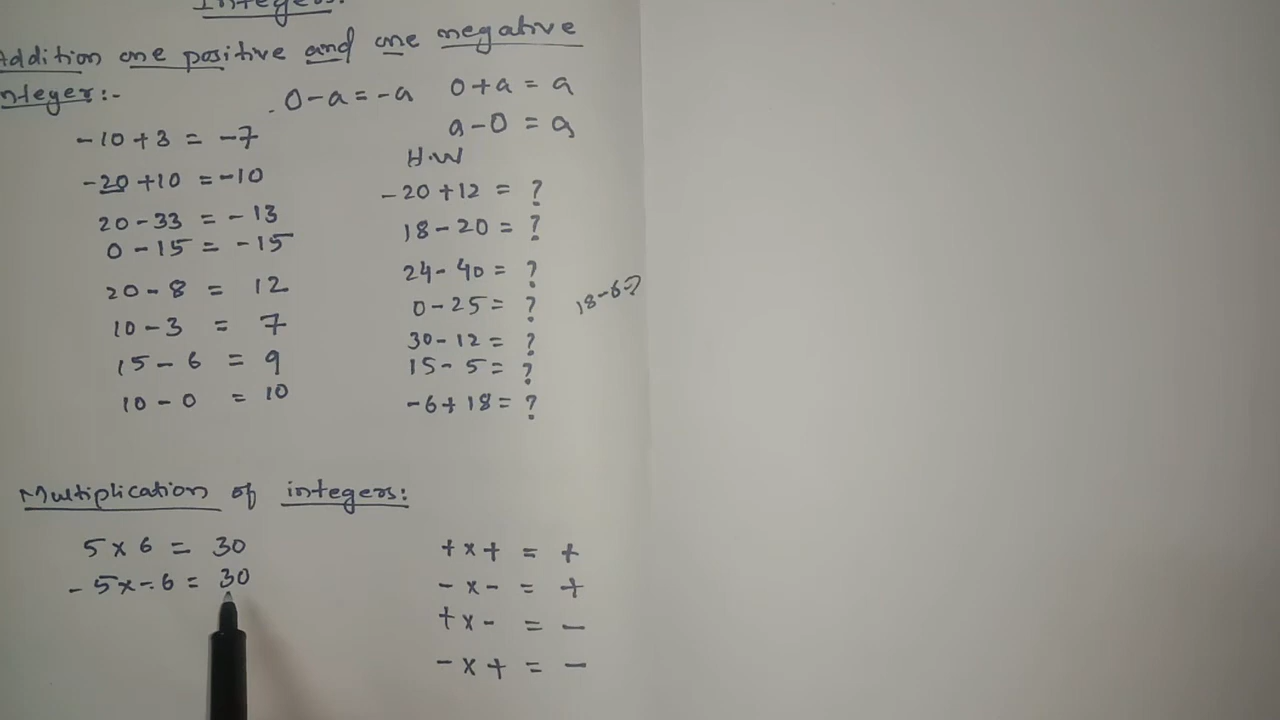 Integers:
Addition one positive and one negative
integer:-
0-a=-a
0+a = a
a-0 = a
-10+3 = -7
-20+10 =-10
20-33 = -13
0-15 = -15
20-8 = 12
10-3 = 7
15-6 = 9
10-0 = 10
H.W
-20+12 = ?
18-20 = ?
24-40 = ?
0-25 = ?
30-12 = ?
15-5 = ?
-6+18 = ?
18-6=?
Multiplication of integers:
5x6 = 30
-5x-6 = 30
+x+ = +
-x- = +
+x- = -
-x+ = -